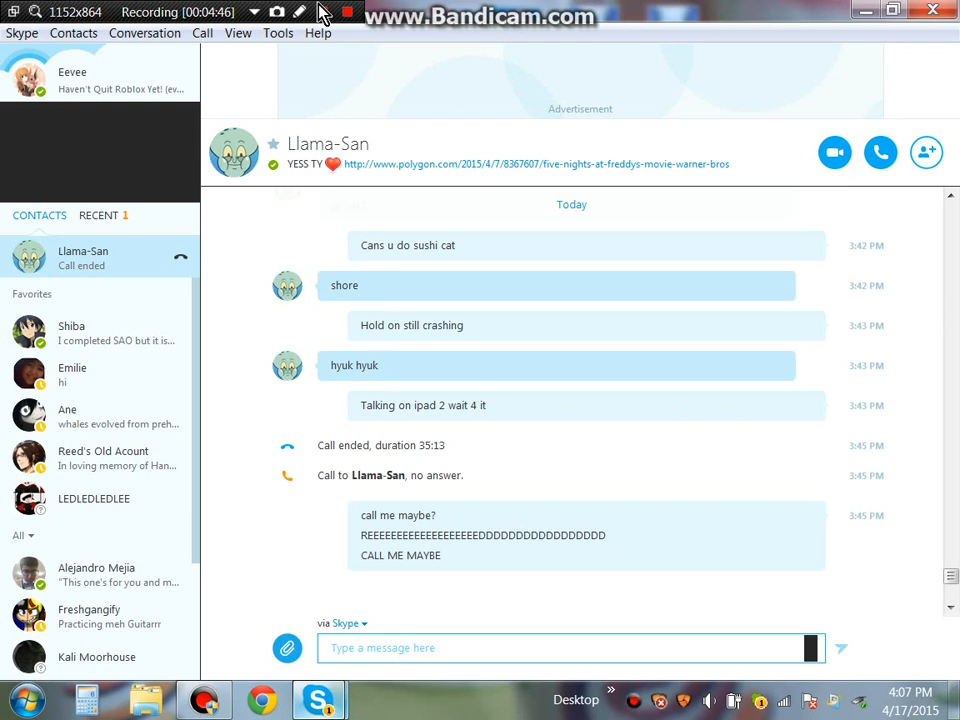 1152x864 Recording [00:04:46]
www.Bandicam.com
Skype Contacts Conversation Call View Tools Help
Eevee
Haven't Quit Roblox Yet! (ev...
Advertisement
Llama-San
YESS TY http://www.polygon.com/2015/4/7/8367607/five-nights-at-freddys-movie-warner-bros
CONTACTS RECENT 1
Llama-San
Call ended
Favorites
Shiba
I completed SAO but it is...
Emilie
hi
Ane
whales evolved from preh...
Reed's Old Acount
In loving memory of Han...
LEDLEDLEDLEE
All
Alejandro Mejia
"This one's for you and m...
Freshgangify
Practicing meh Guitarrr
Kali Moorhouse
Today
Cans u do sushi cat 3:42 PM
shore 3:42 PM
Hold on still crashing 3:43 PM
hyuk hyuk 3:43 PM
Talking on ipad 2 wait 4 it 3:43 PM
Call ended, duration 35:13 3:45 PM
Call to Llama-San, no answer. 3:45 PM
call me maybe? 3:45 PM
REEEEEEEEEEEEEEEEEEEEDDDDDDDDDDDDDDDDD
CALL ME MAYBE
via Skype
Type a message here
Desktop
4:07 PM
4/17/2015